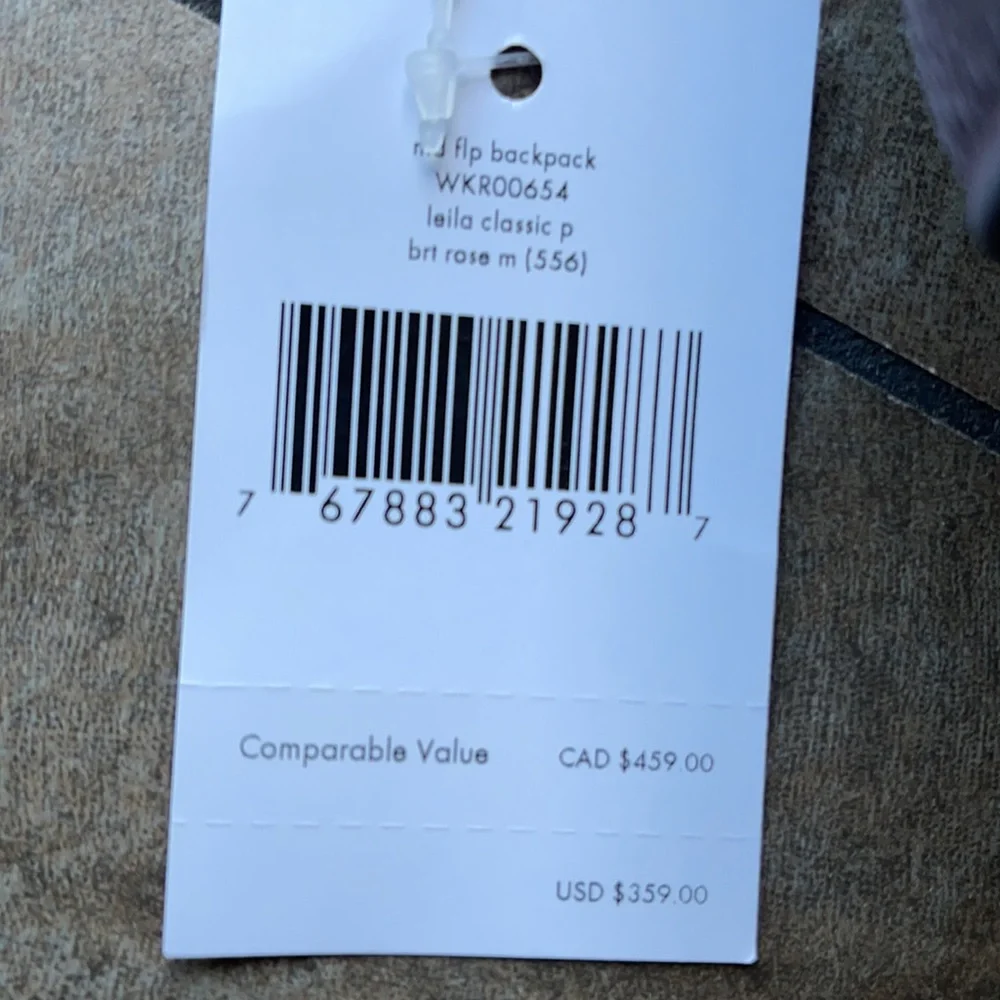 flp backpack
WKR00654
leila classic p
brt rose m (556)
7 67883 21928 7
Comparable Value CAD $459.00
USD $359.00